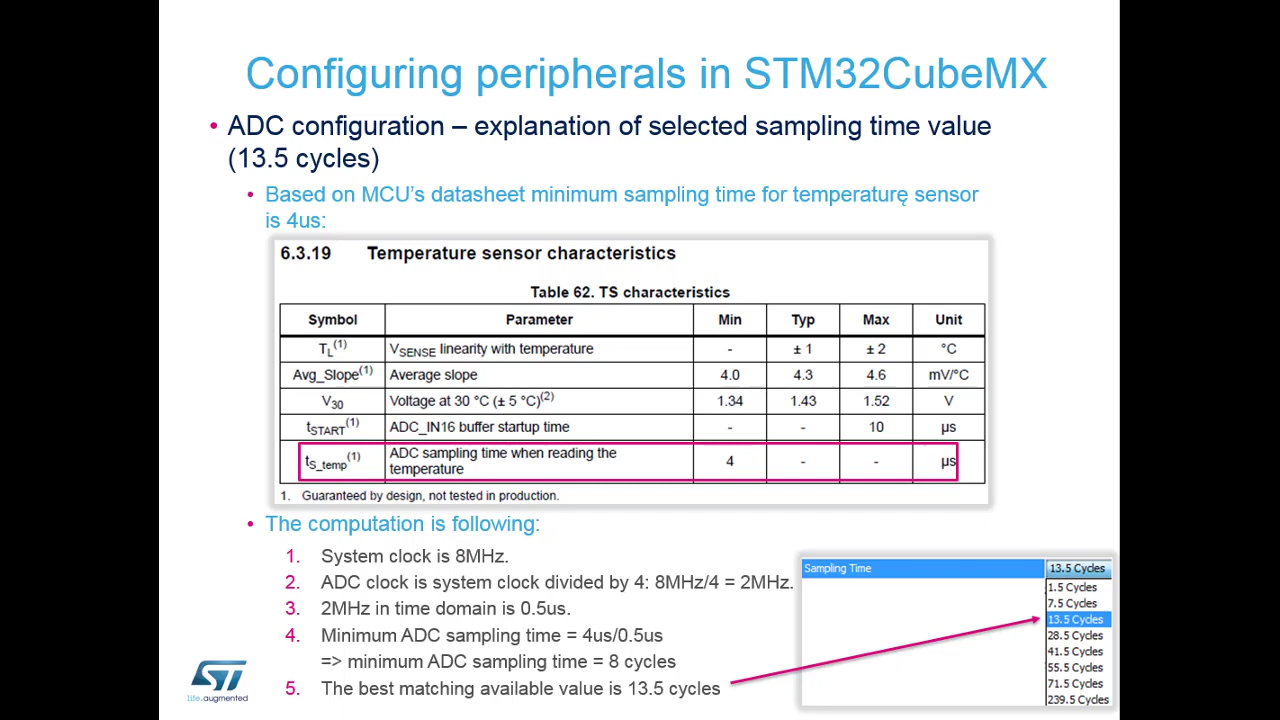 Configuring peripherals in STM32CubeMX
• ADC configuration – explanation of selected sampling time value
(13.5 cycles)
• Based on MCU's datasheet minimum sampling time for temperaturę sensor
is 4us:
6.3.19 Temperature sensor characteristics
Table 62. TS characteristics
Symbol Parameter Min Typ Max Unit
TL(1) VSENSE linearity with temperature - ± 1 ± 2 °C
Avg_Slope(1) Average slope 4.0 4.3 4.6 mV/°C
V30 Voltage at 30 °C (± 5 °C)(2) 1.34 1.43 1.52 V
tSTART(1) ADC_IN16 buffer startup time - - 10 µs
tS_temp(1) ADC sampling time when reading the
temperature 4 - - µs
1. Guaranteed by design, not tested in production.
• The computation is following:
1. System clock is 8MHz.
2. ADC clock is system clock divided by 4: 8MHz/4 = 2MHz.
3. 2MHz in time domain is 0.5us.
4. Minimum ADC sampling time = 4us/0.5us
=> minimum ADC sampling time = 8 cycles
5. The best matching available value is 13.5 cycles
Sampling Time 13.5 Cycles
1.5 Cycles
7.5 Cycles
13.5 Cycles
28.5 Cycles
41.5 Cycles
55.5 Cycles
71.5 Cycles
239.5 Cycles
ST
life.augmented